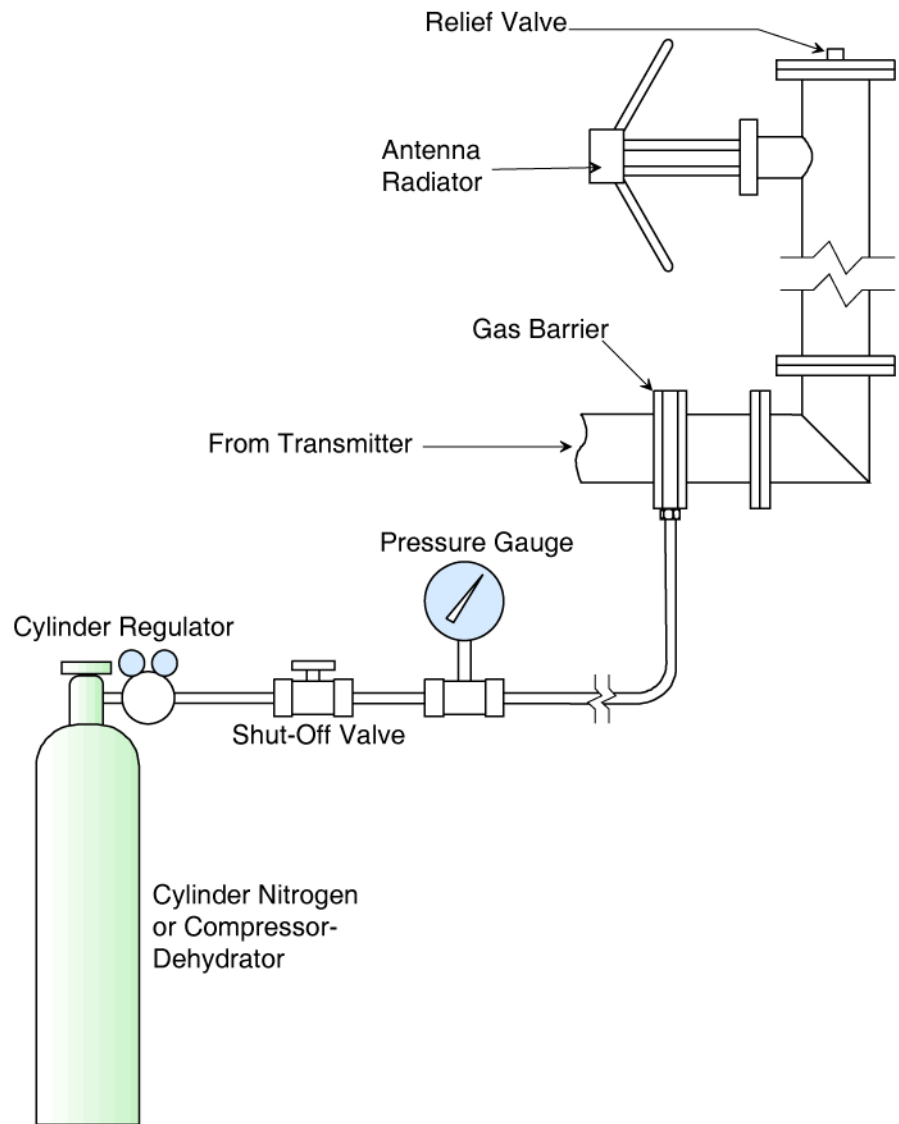 Relief Valve
Antenna
Radiator
Gas Barrier
From Transmitter
Pressure Gauge
Cylinder Regulator
Shut-Off Valve
Cylinder Nitrogen
or Compressor-
Dehydrator